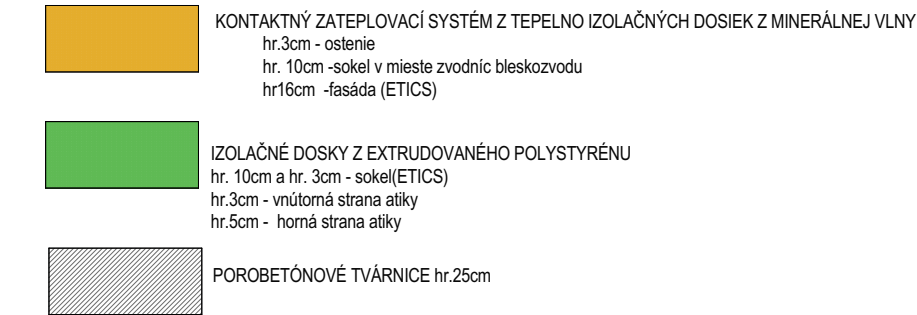 KONTAKTNÝ ZATEPLOVACÍ SYSTÉM Z TEPELNO IZOLAČNÝCH DOSIEK Z MINERÁLNEJ VLNY
hr.3cm - ostenie
hr. 10cm -sokel v mieste zvodníc bleskozvodu
hr16cm -fasáda (ETICS)
IZOLAČNÉ DOSKY Z EXTRUDOVANÉHO POLYSTYRÉNU
hr. 10cm a hr. 3cm - sokel(ETICS)
hr.3cm - vnútorná strana atiky
hr.5cm - horná strana atiky
POROBETÓNOVÉ TVÁRNICE hr.25cm